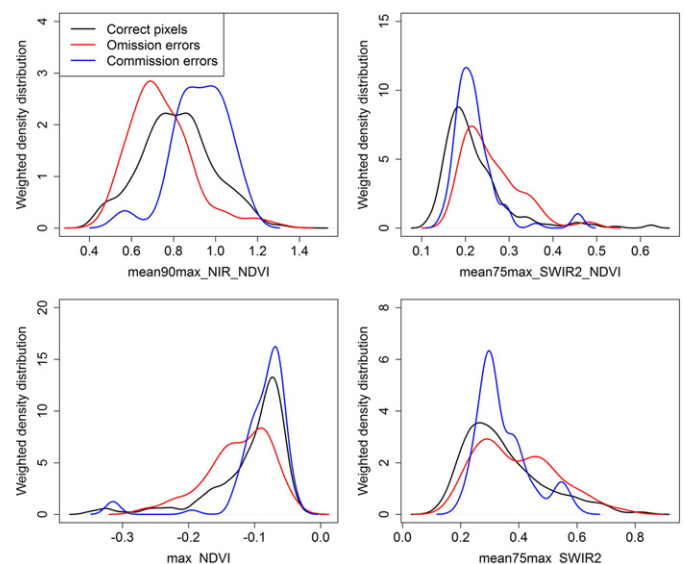 Correct pixels
Omission errors
Commission errors
Weighted density distribution
0 1 2 3 4
0.4 0.6 0.8 1.0 1.2 1.4
mean90max_NIR_NDVI
Weighted density distribution
0 5 10 15
0.1 0.2 0.3 0.4 0.5 0.6
mean75max_SWIR2_NDVI
Weighted density distribution
0 5 10 15 20
-0.3 -0.2 -0.1 0.0
max_NDVI
Weighted density distribution
0 2 4 6 8
0.0 0.2 0.4 0.6 0.8
mean75max_SWIR2